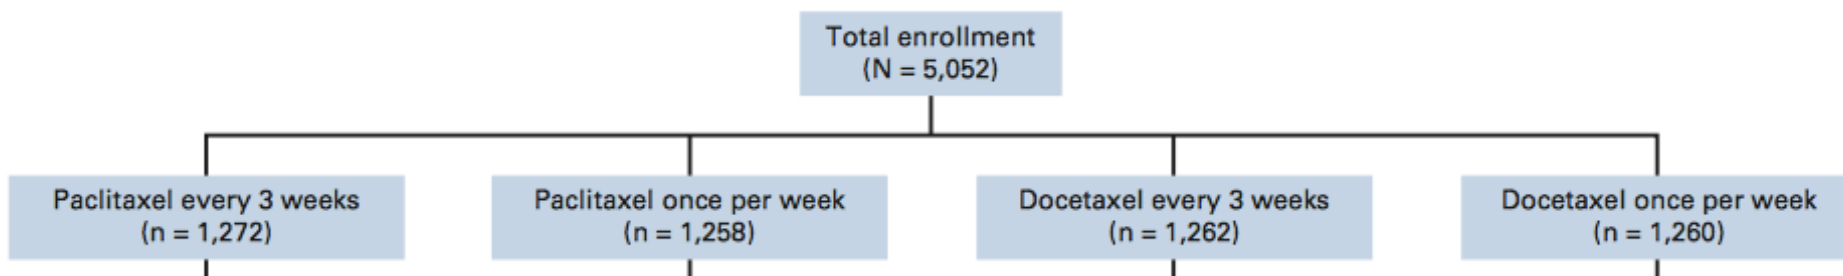 Total enrollment
(N = 5,052)
Paclitaxel every 3 weeks
(n = 1,272)
Paclitaxel once per week
(n = 1,258)
Docetaxel every 3 weeks
(n = 1,262)
Docetaxel once per week
(n = 1,260)